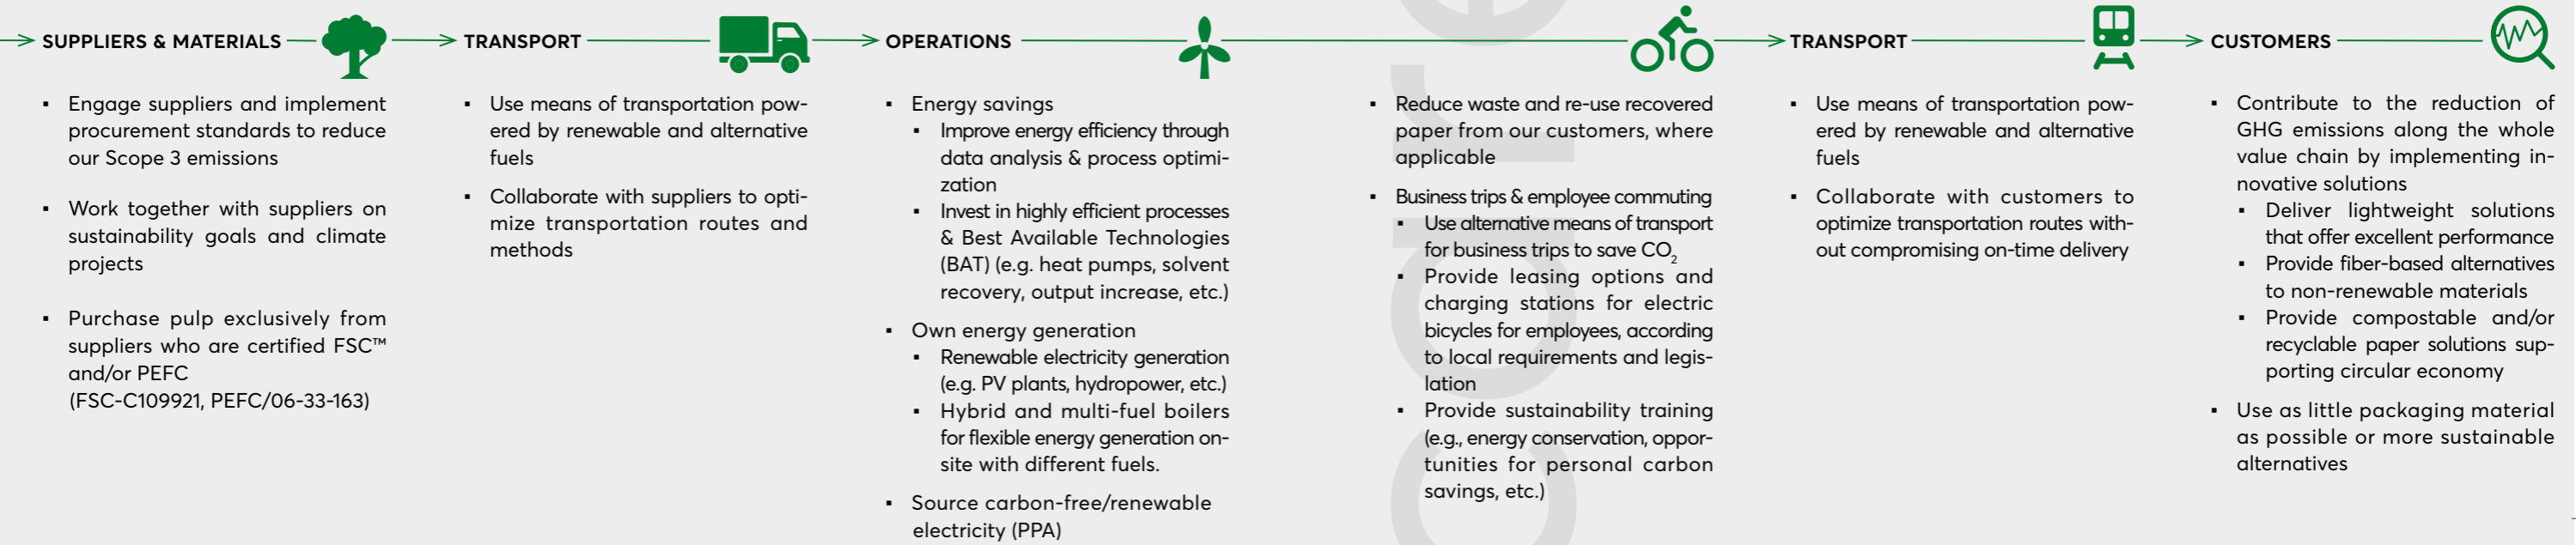 SUPPLIERS & MATERIALS
▪ Engage suppliers and implement
procurement standards to reduce
our Scope 3 emissions
▪ Work together with suppliers on
sustainability goals and climate
projects
▪ Purchase pulp exclusively from
suppliers who are certified FSC™
and/or PEFC
(FSC-C109921, PEFC/06-33-163)
TRANSPORT
▪ Use means of transportation pow-
ered by renewable and alternative
fuels
▪ Collaborate with suppliers to opti-
mize transportation routes and
methods
OPERATIONS
▪ Energy savings
▪ Improve energy efficiency through
data analysis & process optimi-
zation
▪ Invest in highly efficient processes
& Best Available Technologies
(BAT) (e.g. heat pumps, solvent
recovery, output increase, etc.)
▪ Own energy generation
▪ Renewable electricity generation
(e.g. PV plants, hydropower, etc.)
▪ Hybrid and multi-fuel boilers
for flexible energy generation on-
site with different fuels.
▪ Source carbon-free/renewable
electricity (PPA)
▪ Reduce waste and re-use recovered
paper from our customers, where
applicable
▪ Business trips & employee commuting
▪ Use alternative means of transport
for business trips to save CO₂
▪ Provide leasing options and
charging stations for electric
bicycles for employees, according
to local requirements and legis-
lation
▪ Provide sustainability training
(e.g., energy conservation, oppor-
tunities for personal carbon
savings, etc.)
TRANSPORT
▪ Use means of transportation pow-
ered by renewable and alternative
fuels
▪ Collaborate with customers to
optimize transportation routes with-
out compromising on-time delivery
CUSTOMERS
▪ Contribute to the reduction of
GHG emissions along the whole
value chain by implementing in-
novative solutions
▪ Deliver lightweight solutions
that offer excellent performance
▪ Provide fiber-based alternatives
to non-renewable materials
▪ Provide compostable and/or
recyclable paper solutions sup-
porting circular economy
▪ Use as little packaging material
as possible or more sustainable
alternatives